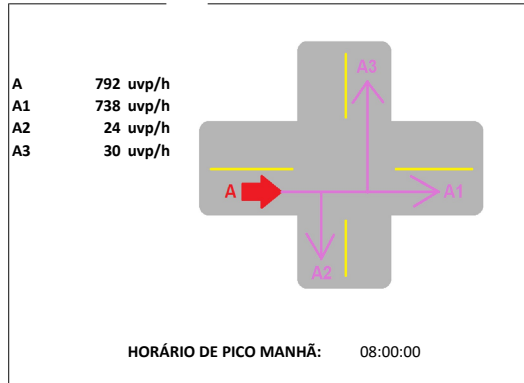 A 792 uvp/h
A1 738 uvp/h
A2 24 uvp/h
A3 30 uvp/h
A3
A
A1
A2
HORÁRIO DE PICO MANHÃ: 08:00:00